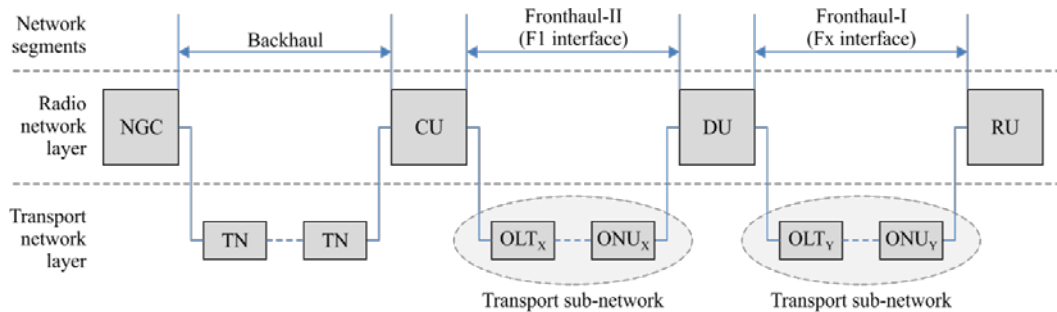 Network segments
Backhaul
Fronthaul-II
(F1 interface)
Fronthaul-I
(Fx interface)
Radio network layer
NGC
CU
DU
RU
Transport network layer
TN
TN
OLTX
ONUX
OLTY
ONUY
Transport sub-network
Transport sub-network